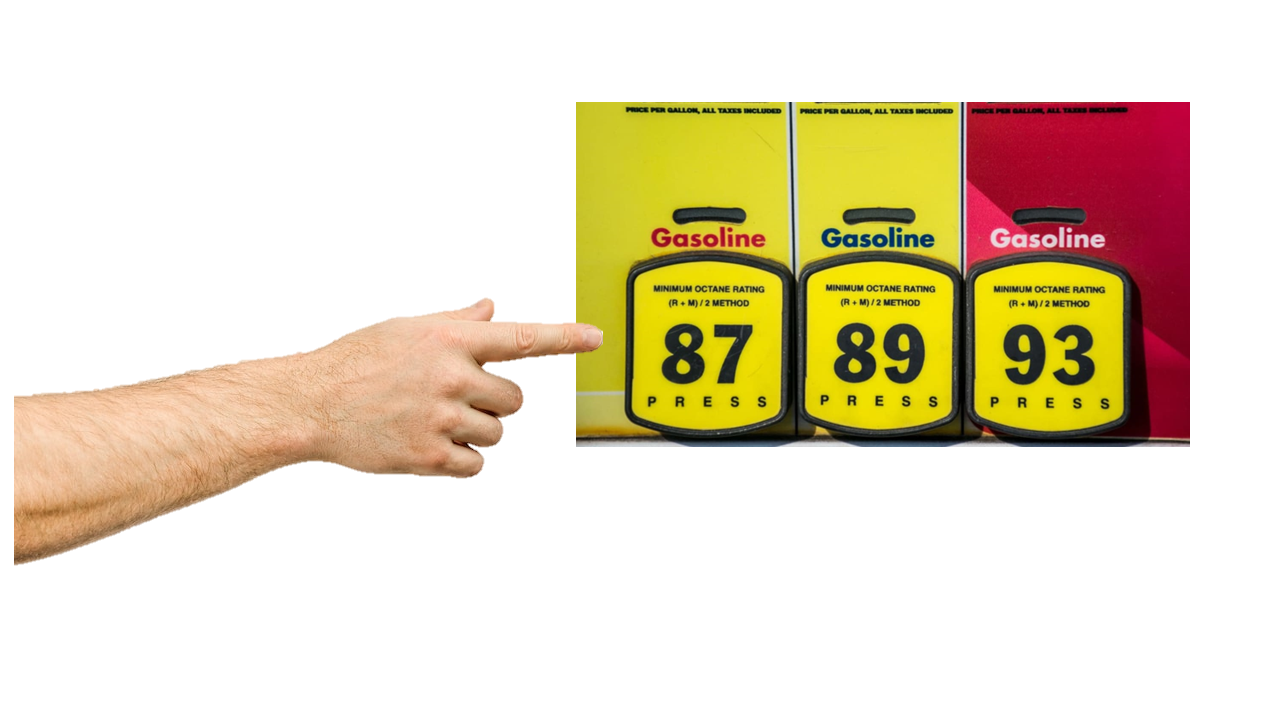 PRICE PER GALLON, ALL TAXES INCLUDED
Gasoline
MINIMUM OCTANE RATING
(R + M) / 2 METHOD
87
PRESS
PRICE PER GALLON, ALL TAXES INCLUDED
Gasoline
MINIMUM OCTANE RATING
(R + M) / 2 METHOD
89
PRESS
PRICE PER GALLON, ALL TAXES INCLUDED
Gasoline
MINIMUM OCTANE RATING
(R + M) / 2 METHOD
93
PRESS